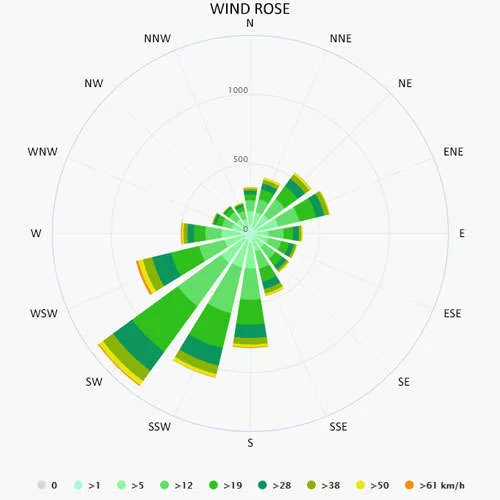 WIND ROSE
N
NNW
NNE
NW
NE
1000
WNW
ENE
500
W
0
E
WSW
ESE
SW
SE
SSW
SSE
S
0 >1 >5 >12 >19 >28 >38 >50 >61 km/h